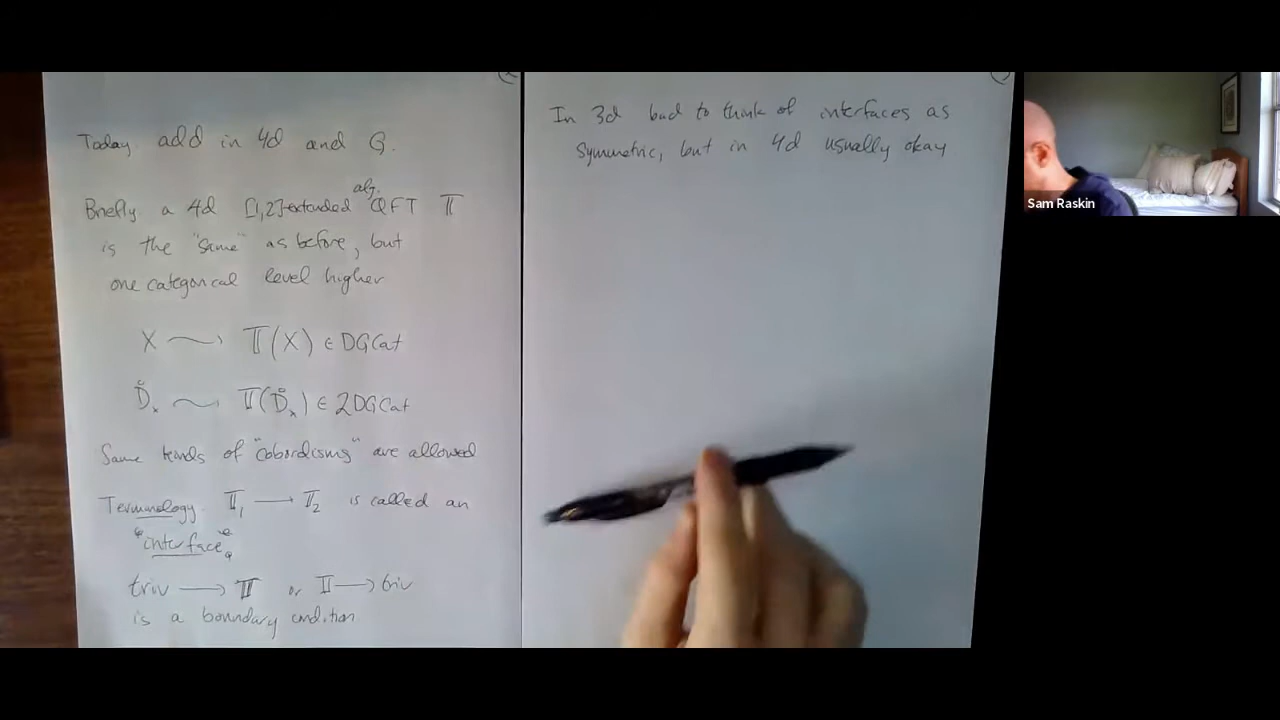 Today add in 4d and G.
Briefly a 4d [1,2]-extended alg. QFT 𝕋
is the "same" as before, but
one categorical level higher
X ⟿ 𝕋(X) ∈ DGCat
D̊ₓ ⟿ 𝕋(D̊ₓ) ∈ 2DGCat
Same kinds of "cobordisms" are allowed
Terminology. 𝕋₁ → 𝕋₂ is called an
"interface"
triv → 𝕋 or 𝕋 → triv
is a boundary condition
In 3d bad to think of interfaces as
symmetric, but in 4d usually okay
Sam Raskin